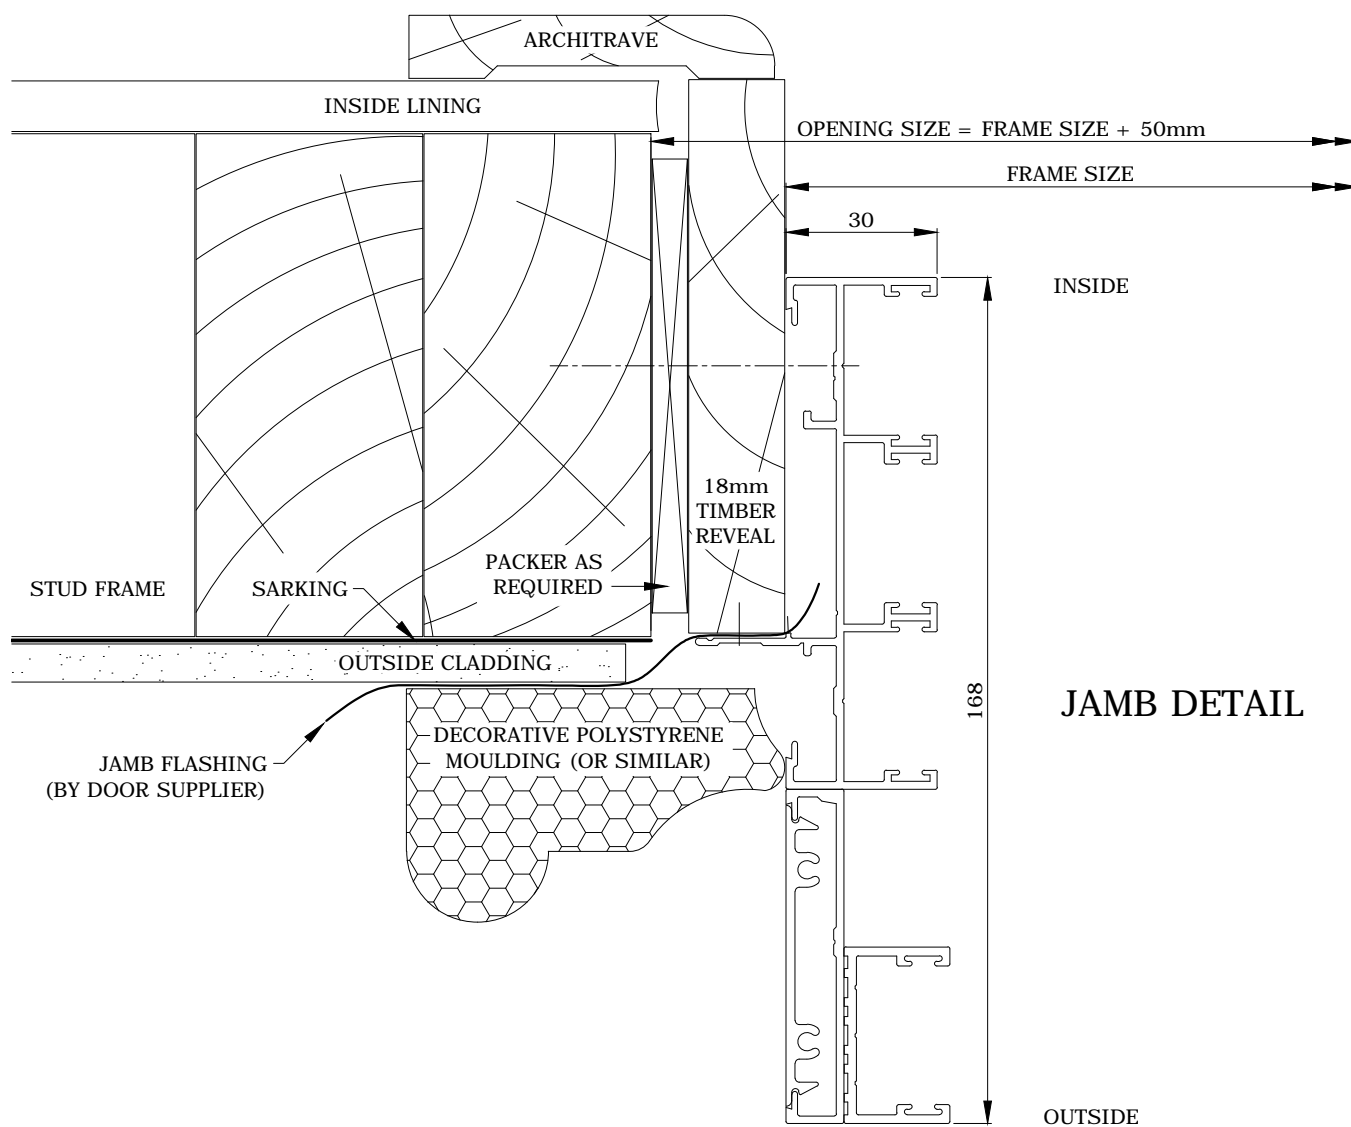 ARCHITRAVE
INSIDE LINING
OPENING SIZE = FRAME SIZE + 50mm
FRAME SIZE
30
INSIDE
18mm
TIMBER
REVEAL
PACKER AS
REQUIRED
STUD FRAME
SARKING
OUTSIDE CLADDING
168
JAMB DETAIL
DECORATIVE POLYSTYRENE
MOULDING (OR SIMILAR)
JAMB FLASHING
(BY DOOR SUPPLIER)
OUTSIDE